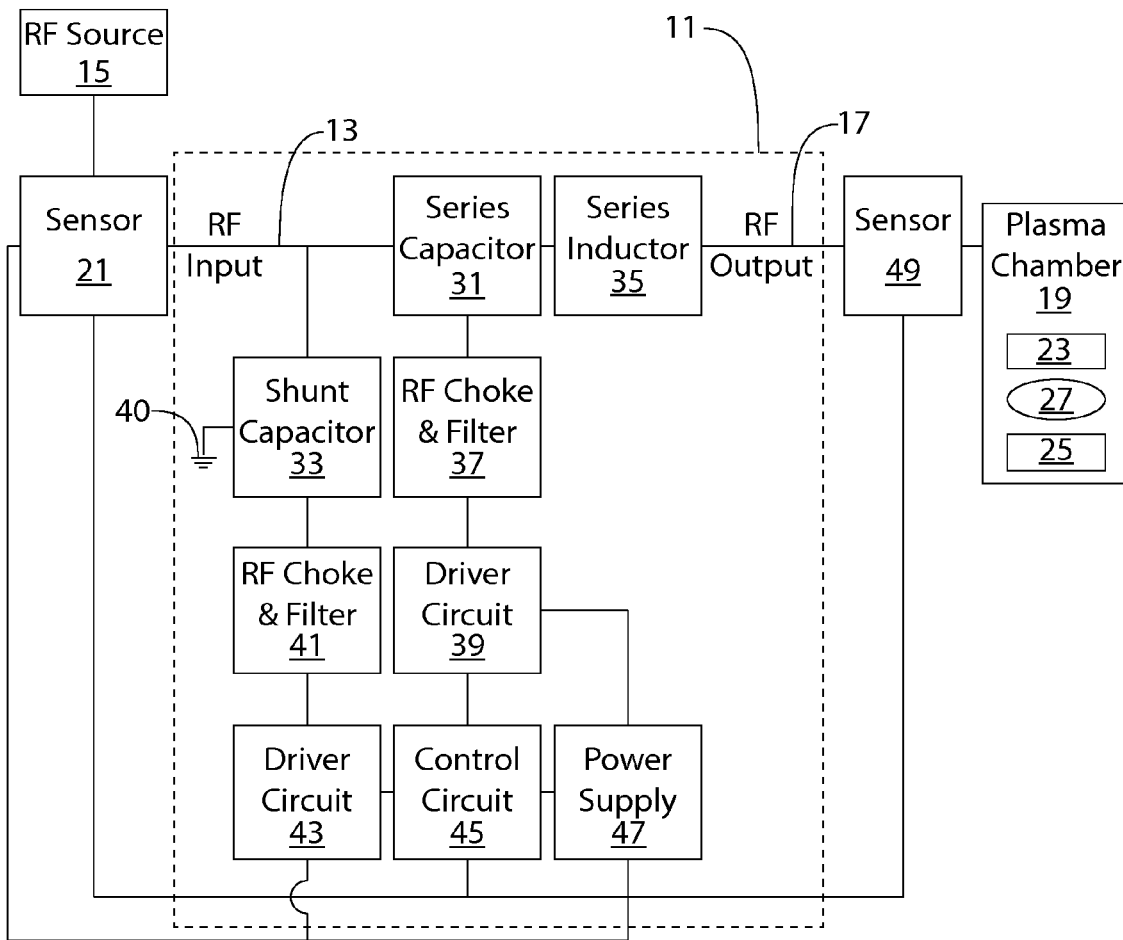 RF Source
15
11
13
17
Sensor
21
RF
Input
Series
Capacitor
31
Series
Inductor
35
RF
Output
Sensor
49
Plasma
Chamber
19
23
27
25
40
Shunt
Capacitor
33
RF Choke
& Filter
37
RF Choke
& Filter
41
Driver
Circuit
39
Driver
Circuit
43
Control
Circuit
45
Power
Supply
47